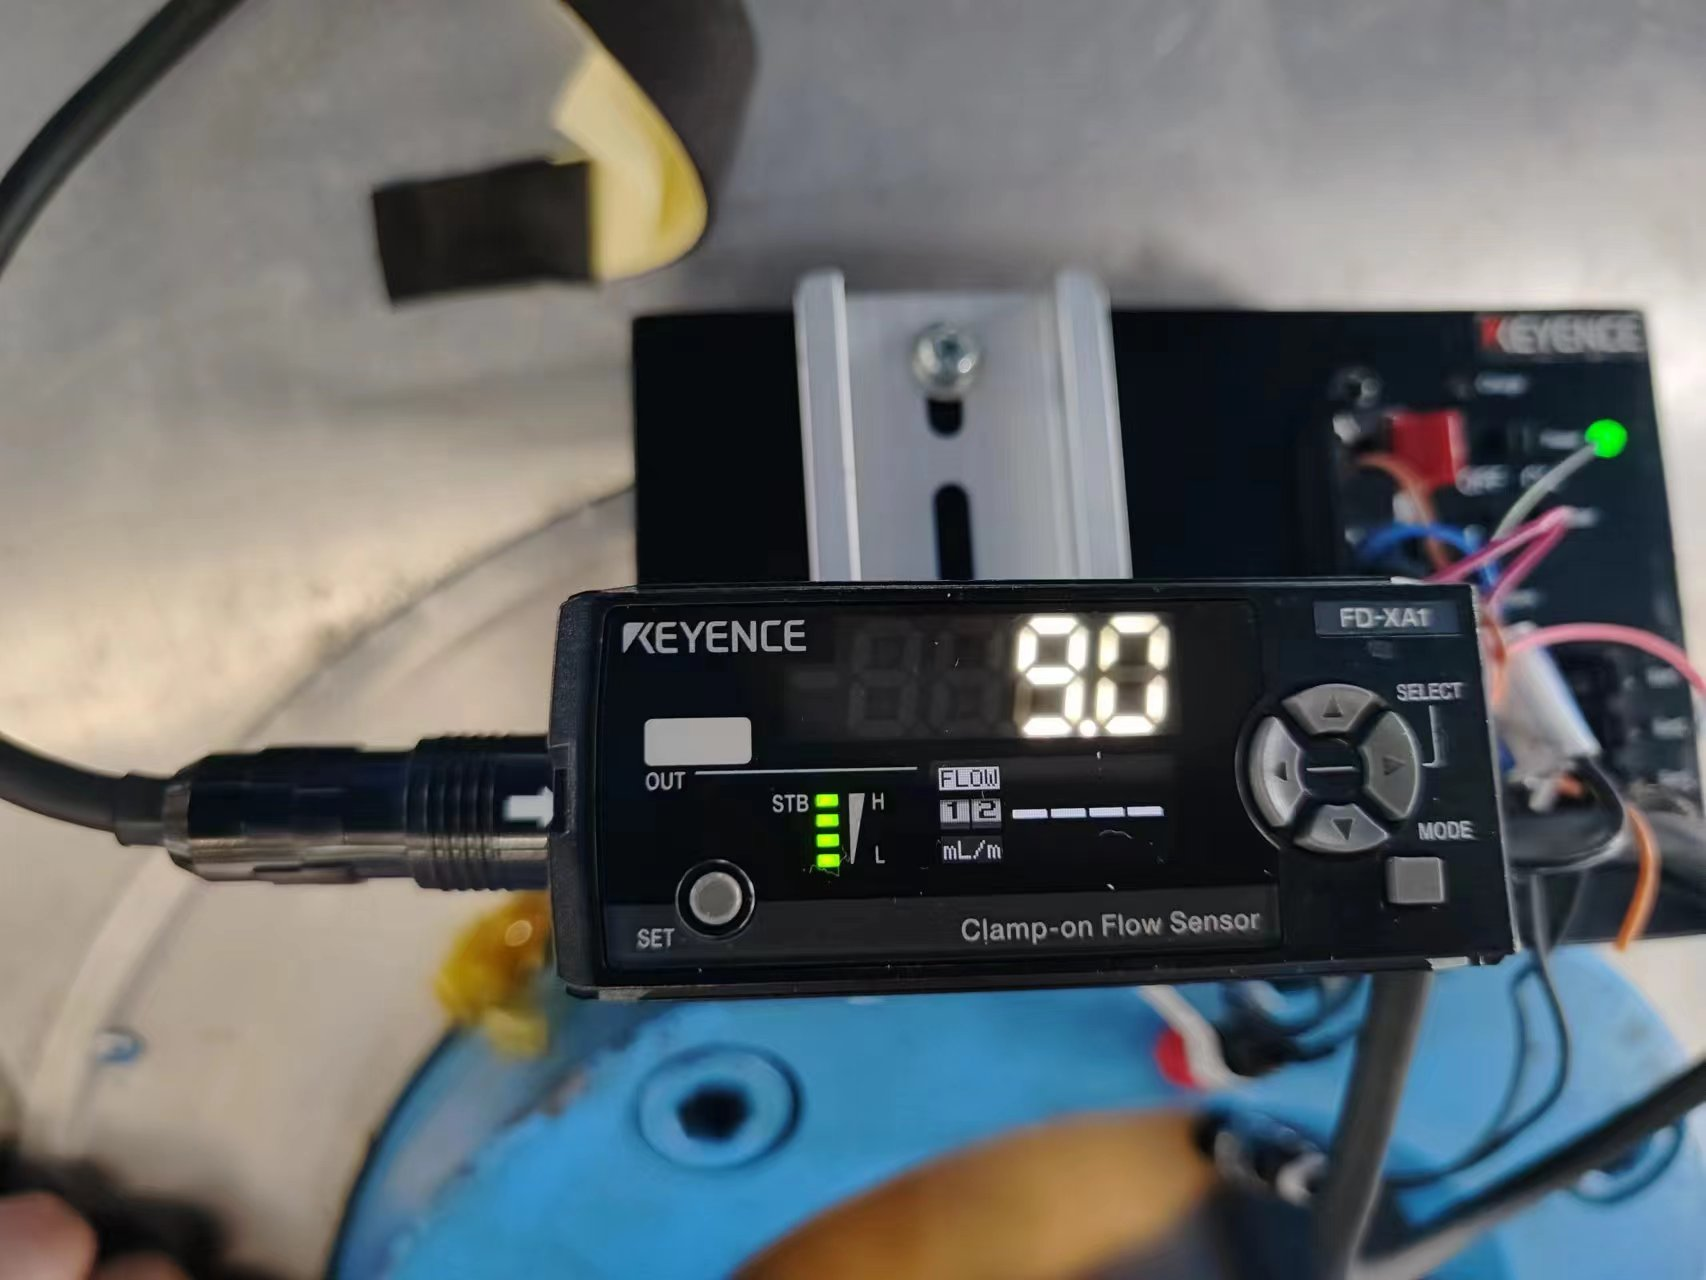 KEYENCE
KEYENCE
9.0
FD-XA1
SELECT
OUT
FLOW
STB
H
1 2 ----
L
mL/m
MODE
SET
Clamp-on Flow Sensor